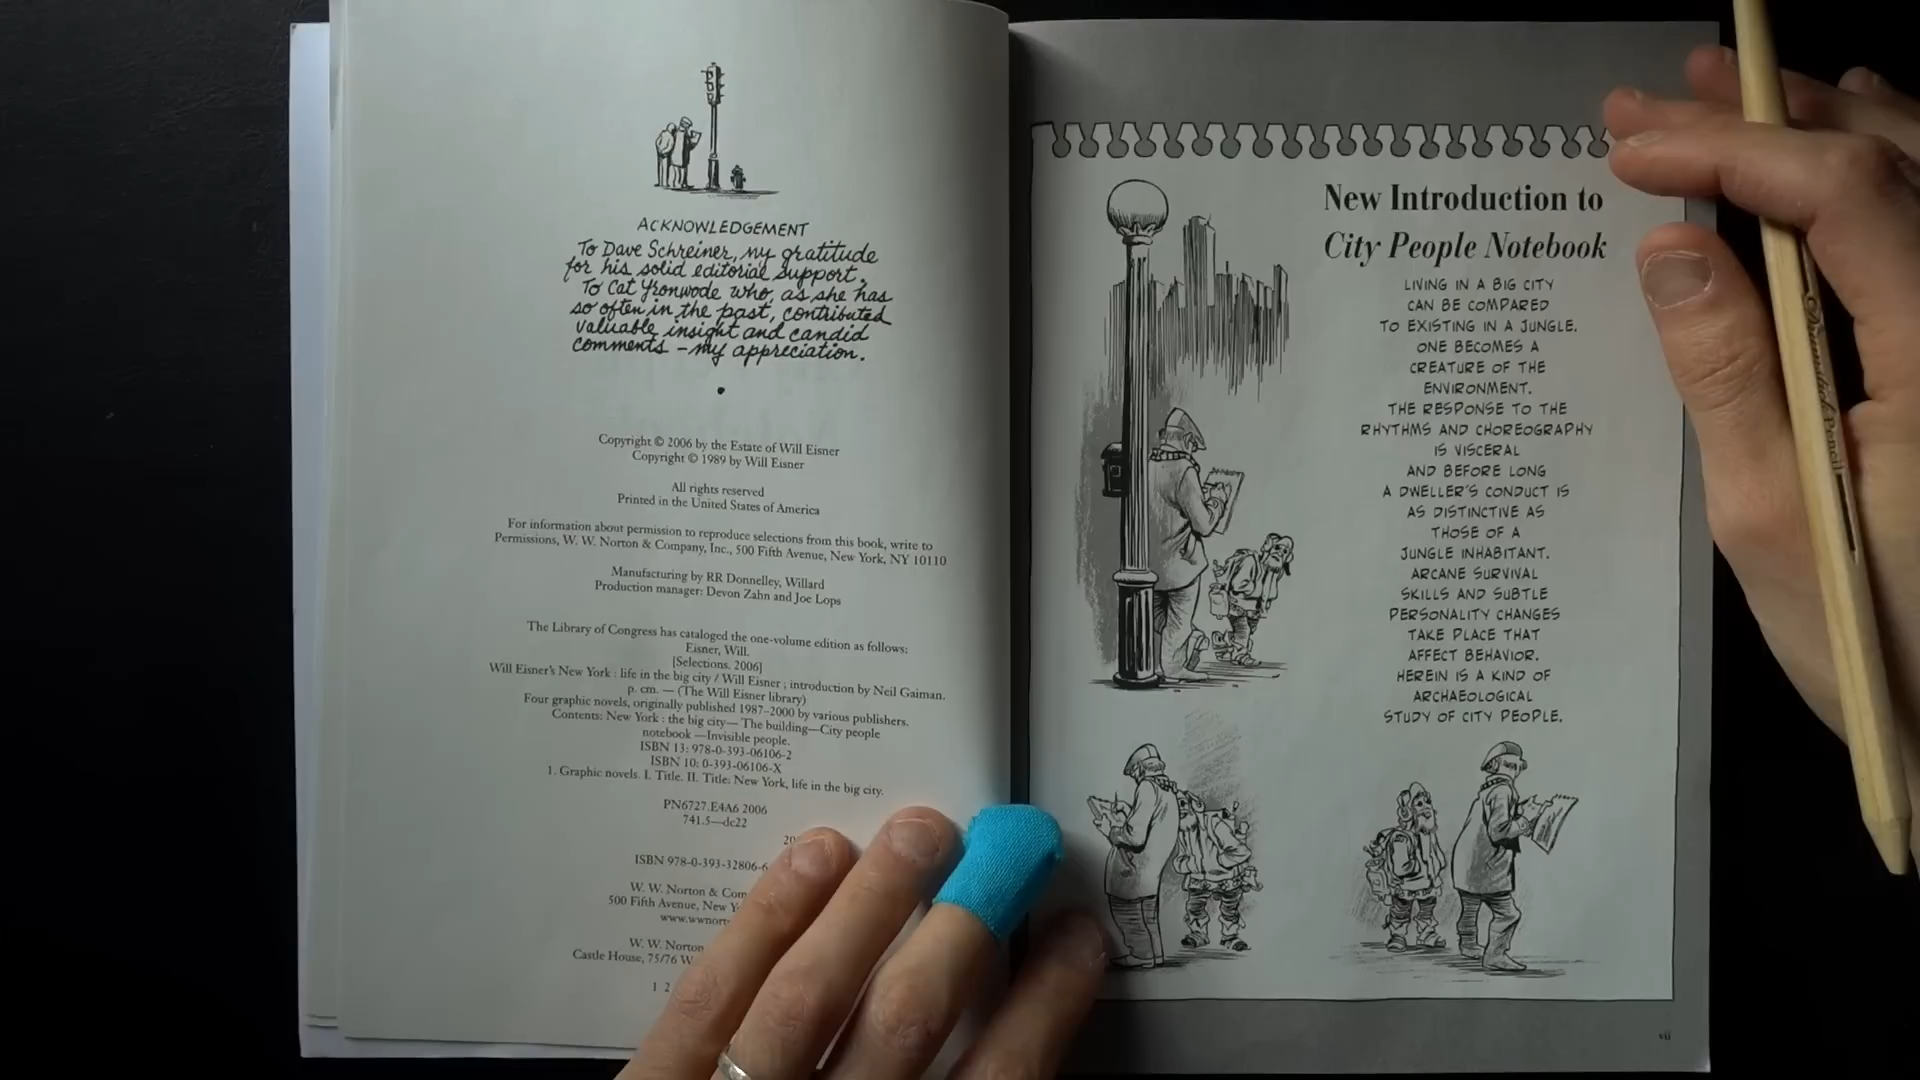 ACKNOWLEDGEMENT
To Dave Schreiner, my gratitude
for his solid editorial support.
To Cat Yronwode who, as she has
so often in the past, contributed
valuable insight and candid
comments – my appreciation.
Copyright © 2006 by the Estate of Will Eisner
Copyright © 1989 by Will Eisner
All rights reserved
Printed in the United States of America
For information about permission to reproduce selections from this book, write to
Permissions, W. W. Norton & Company, Inc., 500 Fifth Avenue, New York, NY 10110
Manufacturing by RR Donnelley, Willard
Production manager: Devon Zahn and Joe Lops
The Library of Congress has cataloged the one-volume edition as follows:
Eisner, Will.
[Selections. 2006]
Will Eisner's New York : life in the big city / Will Eisner ; introduction by Neil Gaiman.
p. cm. — (The Will Eisner library)
Four graphic novels, originally published 1987–2000 by various publishers.
Contents: New York : the big city— The building—City people
notebook —Invisible people.
ISBN 13: 978-0-393-06106-2
ISBN 10: 0-393-06106-X
1. Graphic novels. I. Title. II. Title: New York, life in the big city.
PN6727.E4A6 2006
741.5—dc22
20
ISBN 978-0-393-32806-6
W. W. Norton & Com
500 Fifth Avenue, New Y
www.wwnor
W. W. Norton
Castle House, 75/76 W
1 2
New Introduction to
City People Notebook
LIVING IN A BIG CITY
CAN BE COMPARED
TO EXISTING IN A JUNGLE.
ONE BECOMES A
CREATURE OF THE
ENVIRONMENT.
THE RESPONSE TO THE
RHYTHMS AND CHOREOGRAPHY
IS VISCERAL
AND BEFORE LONG
A DWELLER'S CONDUCT IS
AS DISTINCTIVE AS
THOSE OF A
JUNGLE INHABITANT.
ARCANE SURVIVAL
SKILLS AND SUBTLE
PERSONALITY CHANGES
TAKE PLACE THAT
AFFECT BEHAVIOR.
HEREIN IS A KIND OF
ARCHAEOLOGICAL
STUDY OF CITY PEOPLE.
vii
Pencil